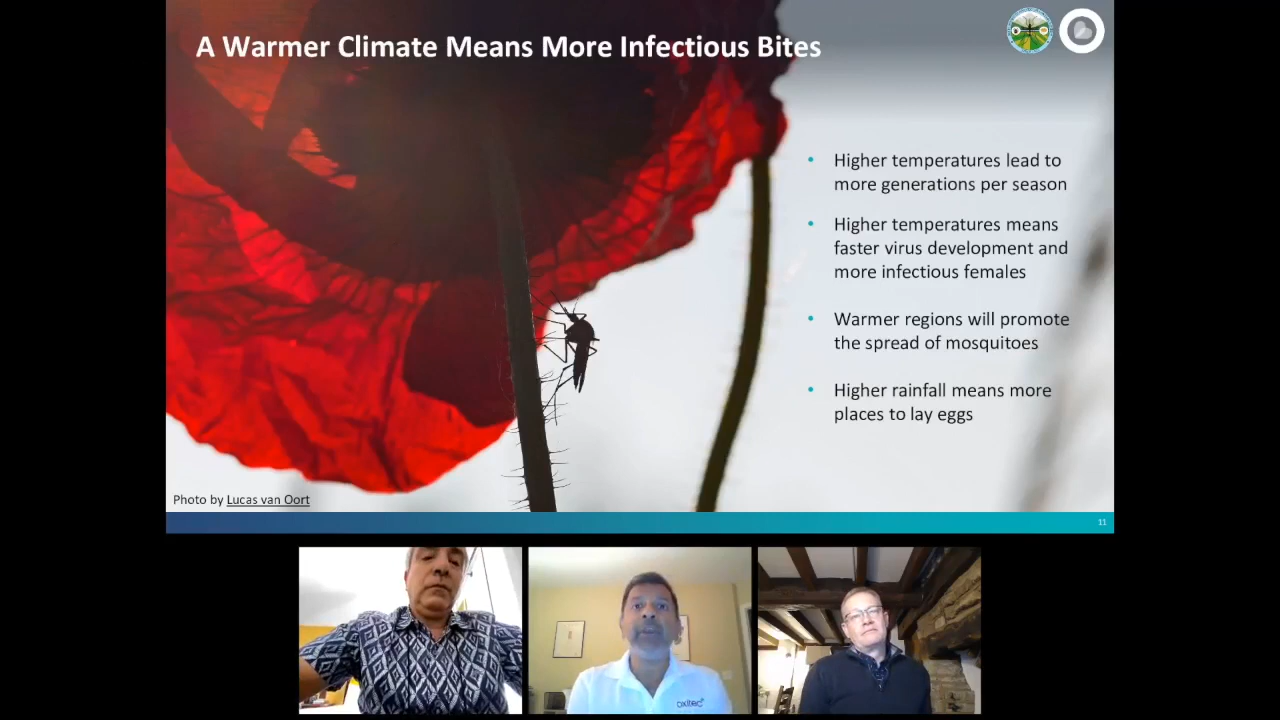 A Warmer Climate Means More Infectious Bites
• Higher temperatures lead to
more generations per season
• Higher temperatures means
faster virus development and
more infectious females
• Warmer regions will promote
the spread of mosquitoes
• Higher rainfall means more
places to lay eggs
Photo by Lucas van Oort
11
oxitec